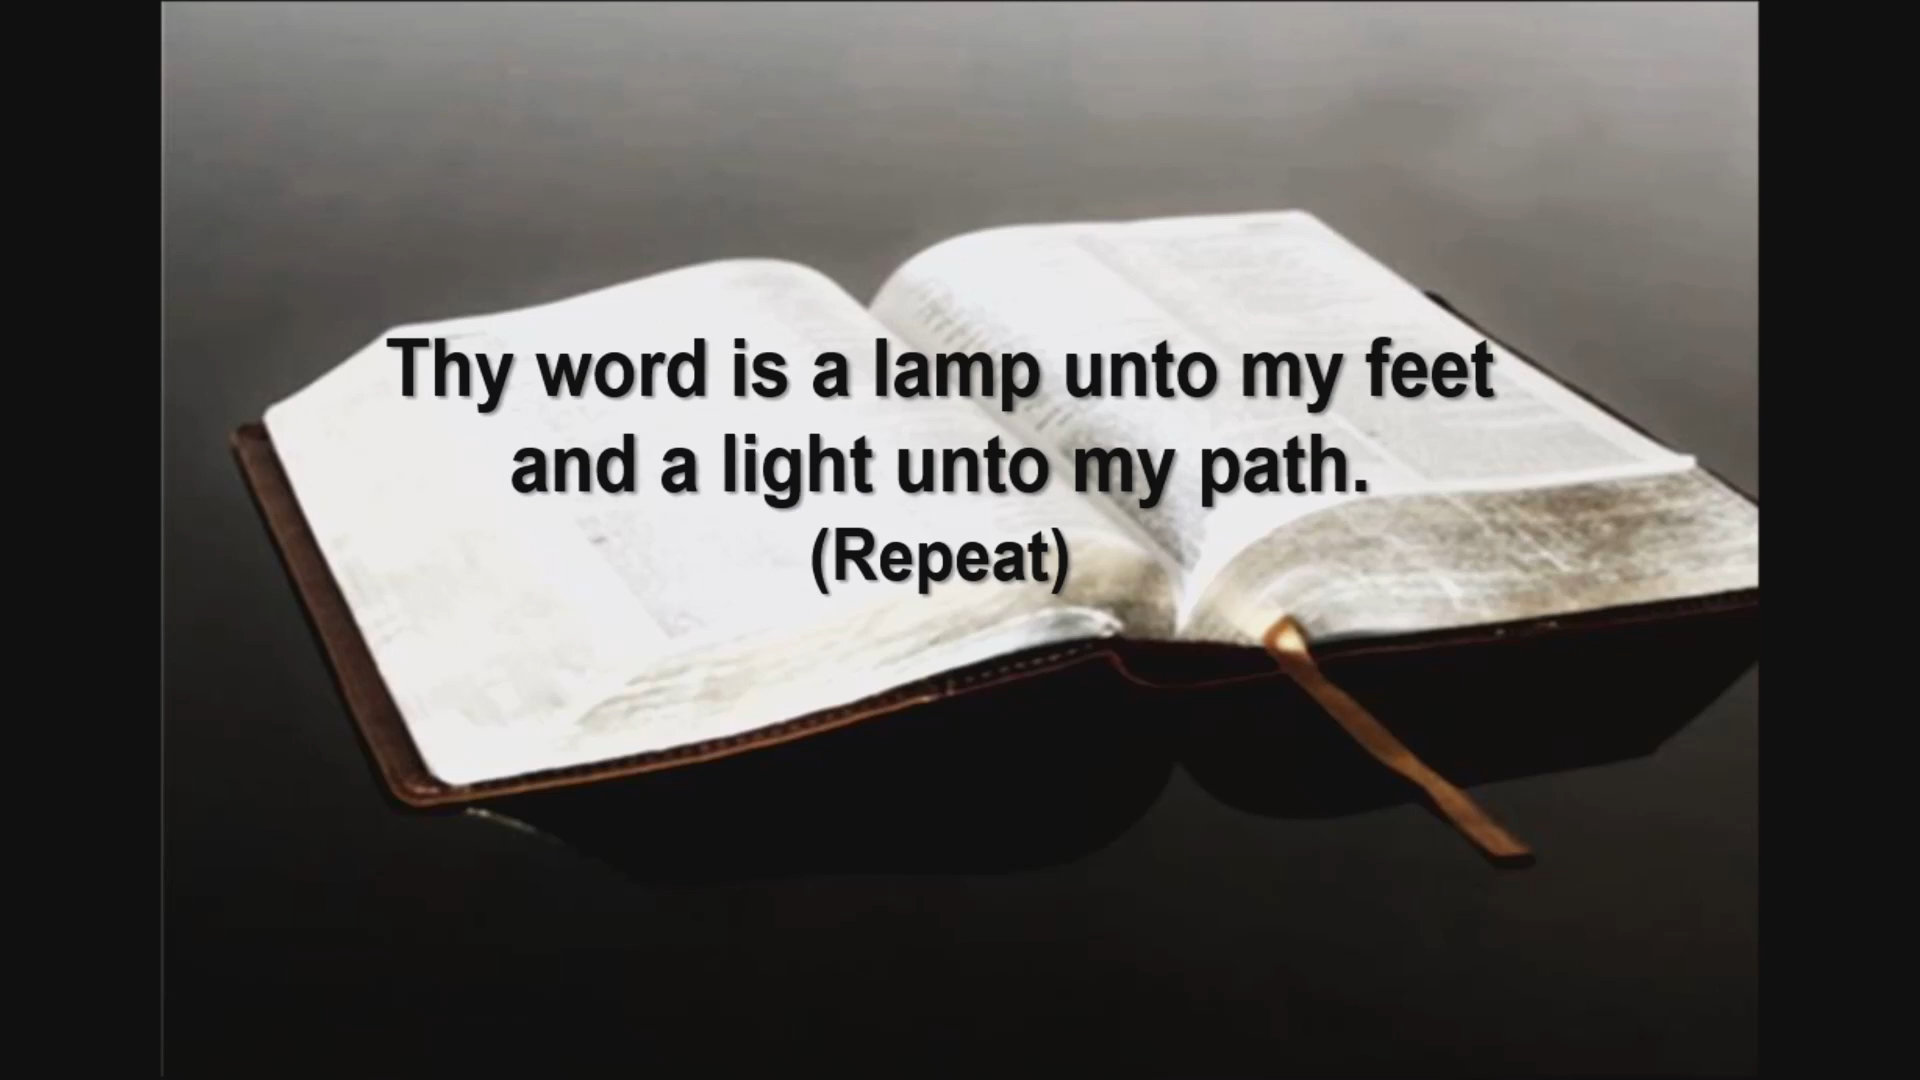 Thy word is a lamp unto my feet
and a light unto my path.
(Repeat)